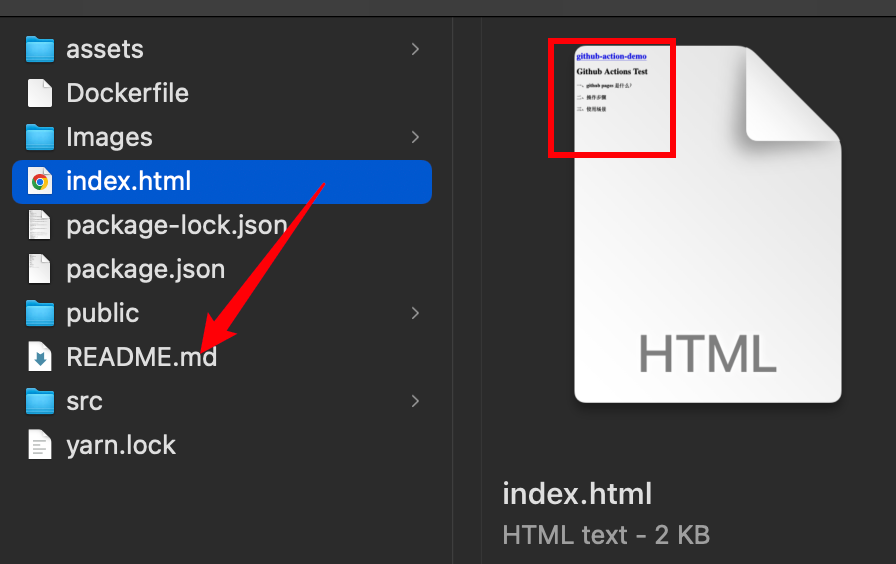 assets
Dockerfile
Images
index.html
package-lock.json
package.json
public
README.md
src
yarn.lock
github-action-demo
Github Actions Test
一、github pages 是什么?
二、操作步骤
三、使用场景
HTML
index.html
HTML text - 2 KB